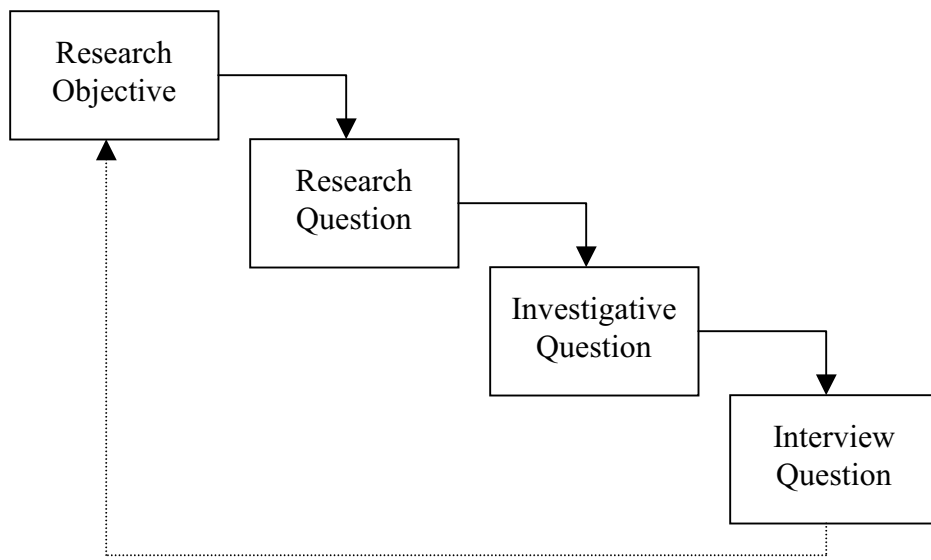 Research
Objective
Research
Question
Investigative
Question
Interview
Question